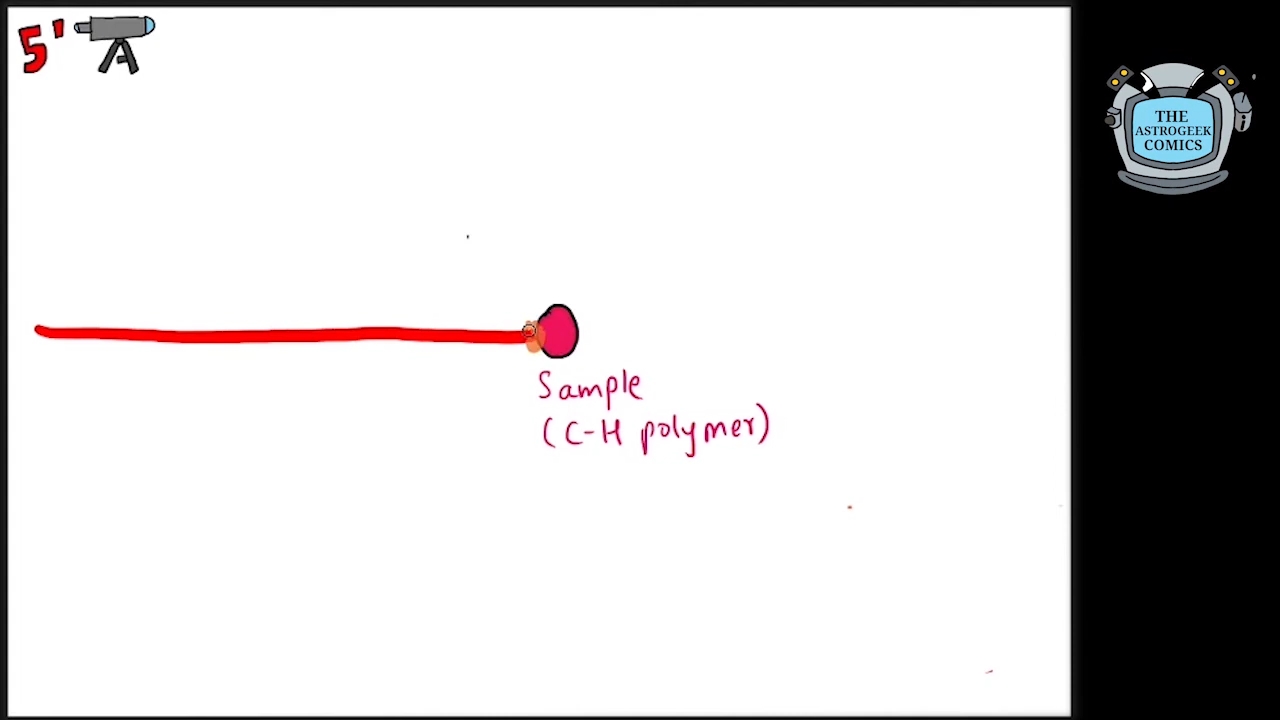 5'
THE
ASTROGEEK
COMICS
Sample
(C-H polymer)